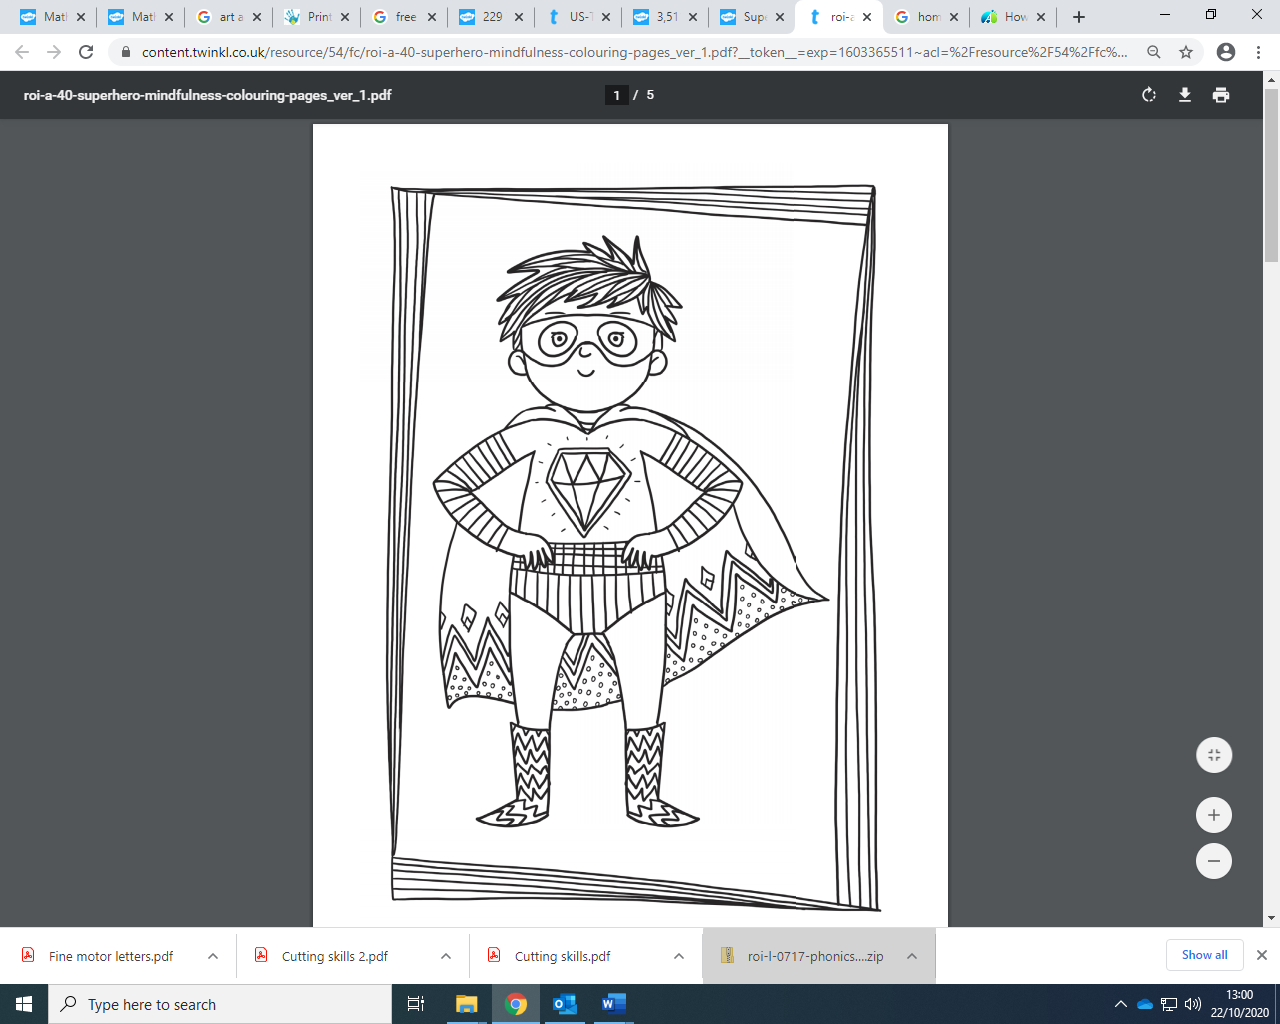 Mat
Mat
art a
Print
free
229
US-T
3,51
Supe
roi-a
hom
How
content.twinkl.co.uk/resource/54/fc/roi-a-40-superhero-mindfulness-colouring-pages_ver_1.pdf?__token__=exp=1603365511~acl=%2Fresource%2F54%2Ffc%...
roi-a-40-superhero-mindfulness-colouring-pages_ver_1.pdf
1 / 5
Fine motor letters.pdf
Cutting skills 2.pdf
Cutting skills.pdf
roi-l-0717-phonics....zip
Show all
Type here to search
13:00
22/10/2020